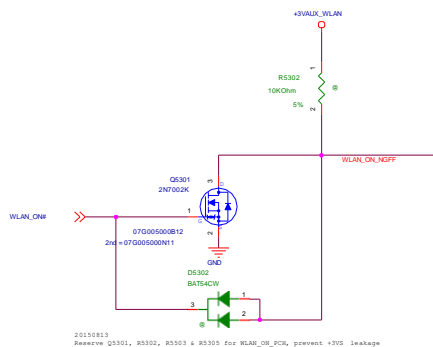 +3VAUX_WLAN
1
R5302
10KOhm
@
5%
2
WLAN_ON_NGFF
3
D
Q5301
2N7002K
WLAN_ON#
1
G
S
2
07G005000B12
2nd = 07G005000N11
GND
D5302
BAT54CW
1
3
2
@
20150813
Reserve Q5301, R5302, R5503 & R5305 for WLAN_ON_PCH, prevent +3VS leakage